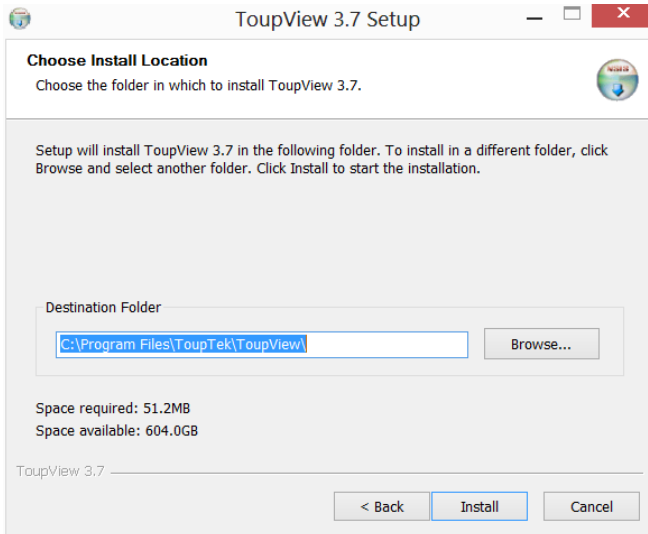 ToupView 3.7 Setup
Choose Install Location
Choose the folder in which to install ToupView 3.7.
Setup will install ToupView 3.7 in the following folder. To install in a different folder, click
Browse and select another folder. Click Install to start the installation.
Destination Folder
C:\Program Files\ToupTek\ToupView\
Browse...
Space required: 51.2MB
Space available: 604.0GB
ToupView 3.7
< Back
Install
Cancel